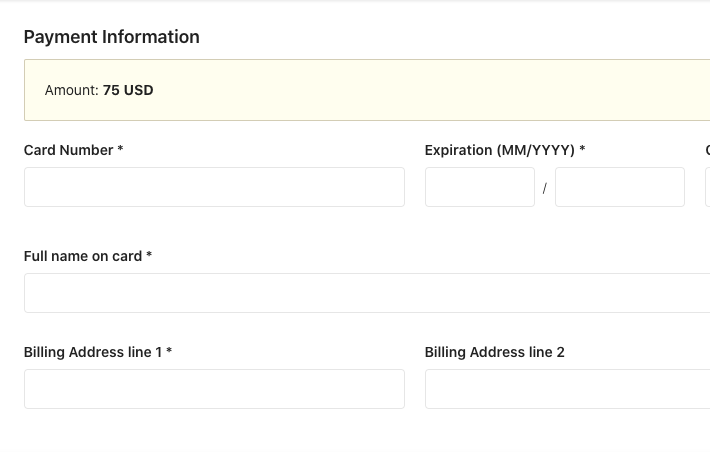 Payment Information
Amount: 75 USD
Card Number * Expiration (MM/YYYY) *
/
Full name on card *
Billing Address line 1 * Billing Address line 2